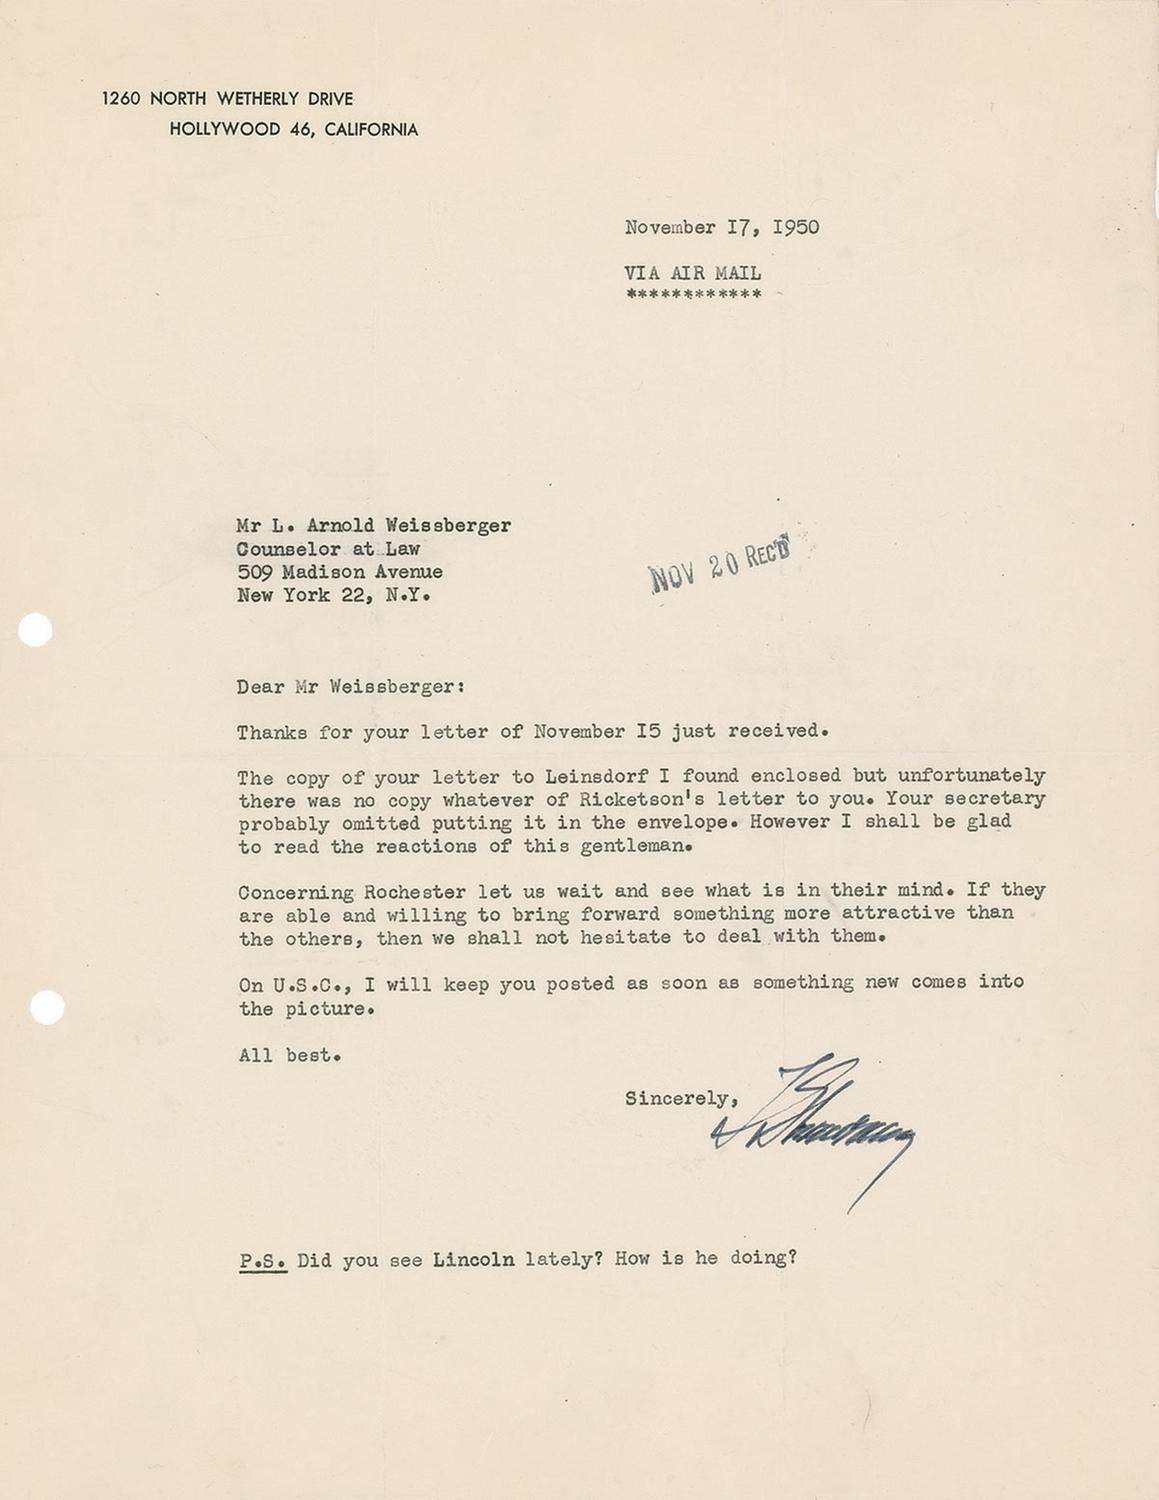 1260 NORTH WETHERLY DRIVE
HOLLYWOOD 46, CALIFORNIA
November I7, I950
VIA AIR MAIL
************
Mr L. Arnold Weissberger
Counselor at Law
509 Madison Avenue
New York 22, N.Y.
NOV 20 REC'D
Dear Mr Weissberger:
Thanks for your letter of November I5 just received.
The copy of your letter to Leinsdorf I found enclosed but unfortunately
there was no copy whatever of Ricketson's letter to you. Your secretary
probably omitted putting it in the envelope. However I shall be glad
to read the reactions of this gentleman.
Concerning Rochester let us wait and see what is in their mind. If they
are able and willing to bring forward something more attractive than
the others, then we shall not hesitate to deal with them.
On U.S.C., I will keep you posted as soon as something new comes into
the picture.
All best.
Sincerely,
P.S. Did you see Lincoln lately? How is he doing?